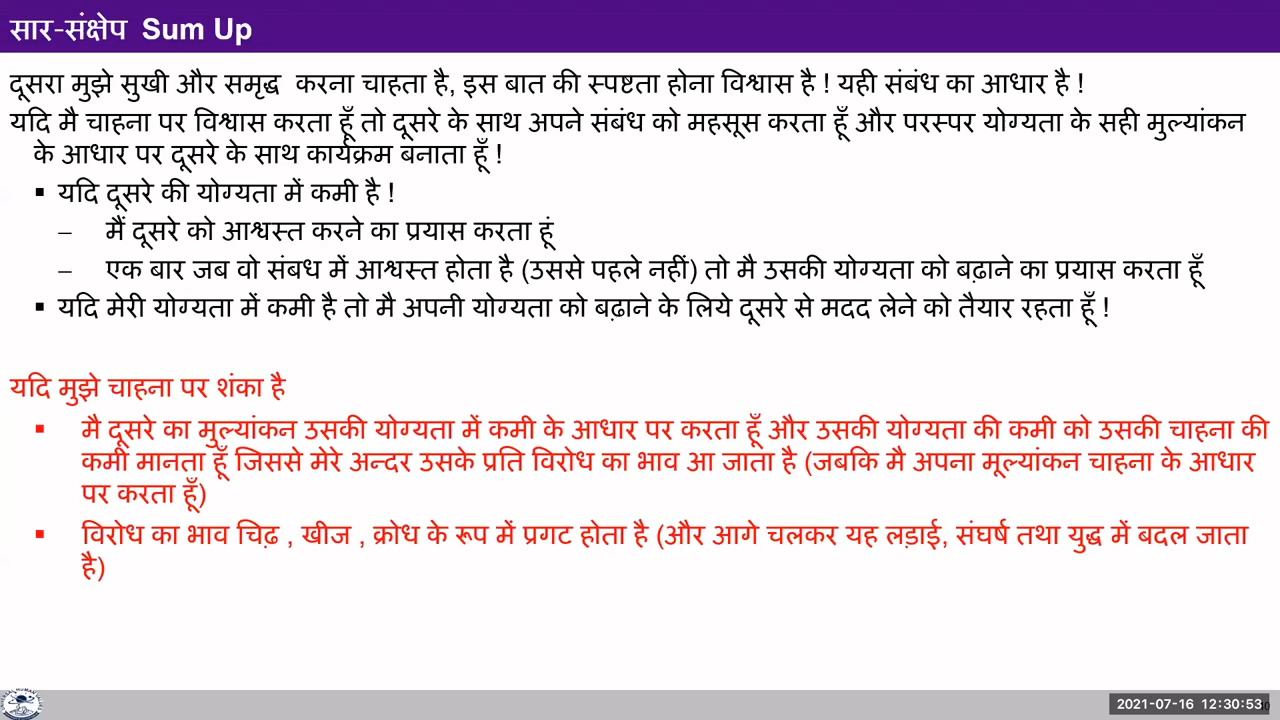 सार-संक्षेप Sum Up
दूसरा मुझे सुखी और समृद्ध करना चाहता है, इस बात की स्पष्टता होना विश्वास है ! यही संबंध का आधार है !
यदि मै चाहना पर विश्वास करता हूँ तो दूसरे के साथ अपने संबंध को महसूस करता हूँ और परस्पर योग्यता के सही मुल्यांकन
के आधार पर दूसरे के साथ कार्यक्रम बनाता हूँ !
▪ यदि दूसरे की योग्यता में कमी है !
– मैं दूसरे को आश्वस्त करने का प्रयास करता हूं
– एक बार जब वो संबध में आश्वस्त होता है (उससे पहले नहीं) तो मै उसकी योग्यता को बढ़ाने का प्रयास करता हूँ
▪ यदि मेरी योग्यता में कमी है तो मै अपनी योग्यता को बढ़ाने के लिये दूसरे से मदद लेने को तैयार रहता हूँ !
यदि मुझे चाहना पर शंका है
▪ मै दूसरे का मुल्यांकन उसकी योग्यता में कमी के आधार पर करता हूँ और उसकी योग्यता की कमी को उसकी चाहना की
कमी मानता हूँ जिससे मेरे अन्दर उसके प्रति विरोध का भाव आ जाता है (जबकि मै अपना मूल्यांकन चाहना के आधार
पर करता हूँ)
▪ विरोध का भाव चिढ़ , खीज , क्रोध के रूप में प्रगट होता है (और आगे चलकर यह लड़ाई, संघर्ष तथा युद्ध में बदल जाता
है)
2021-07-16 12:30:53